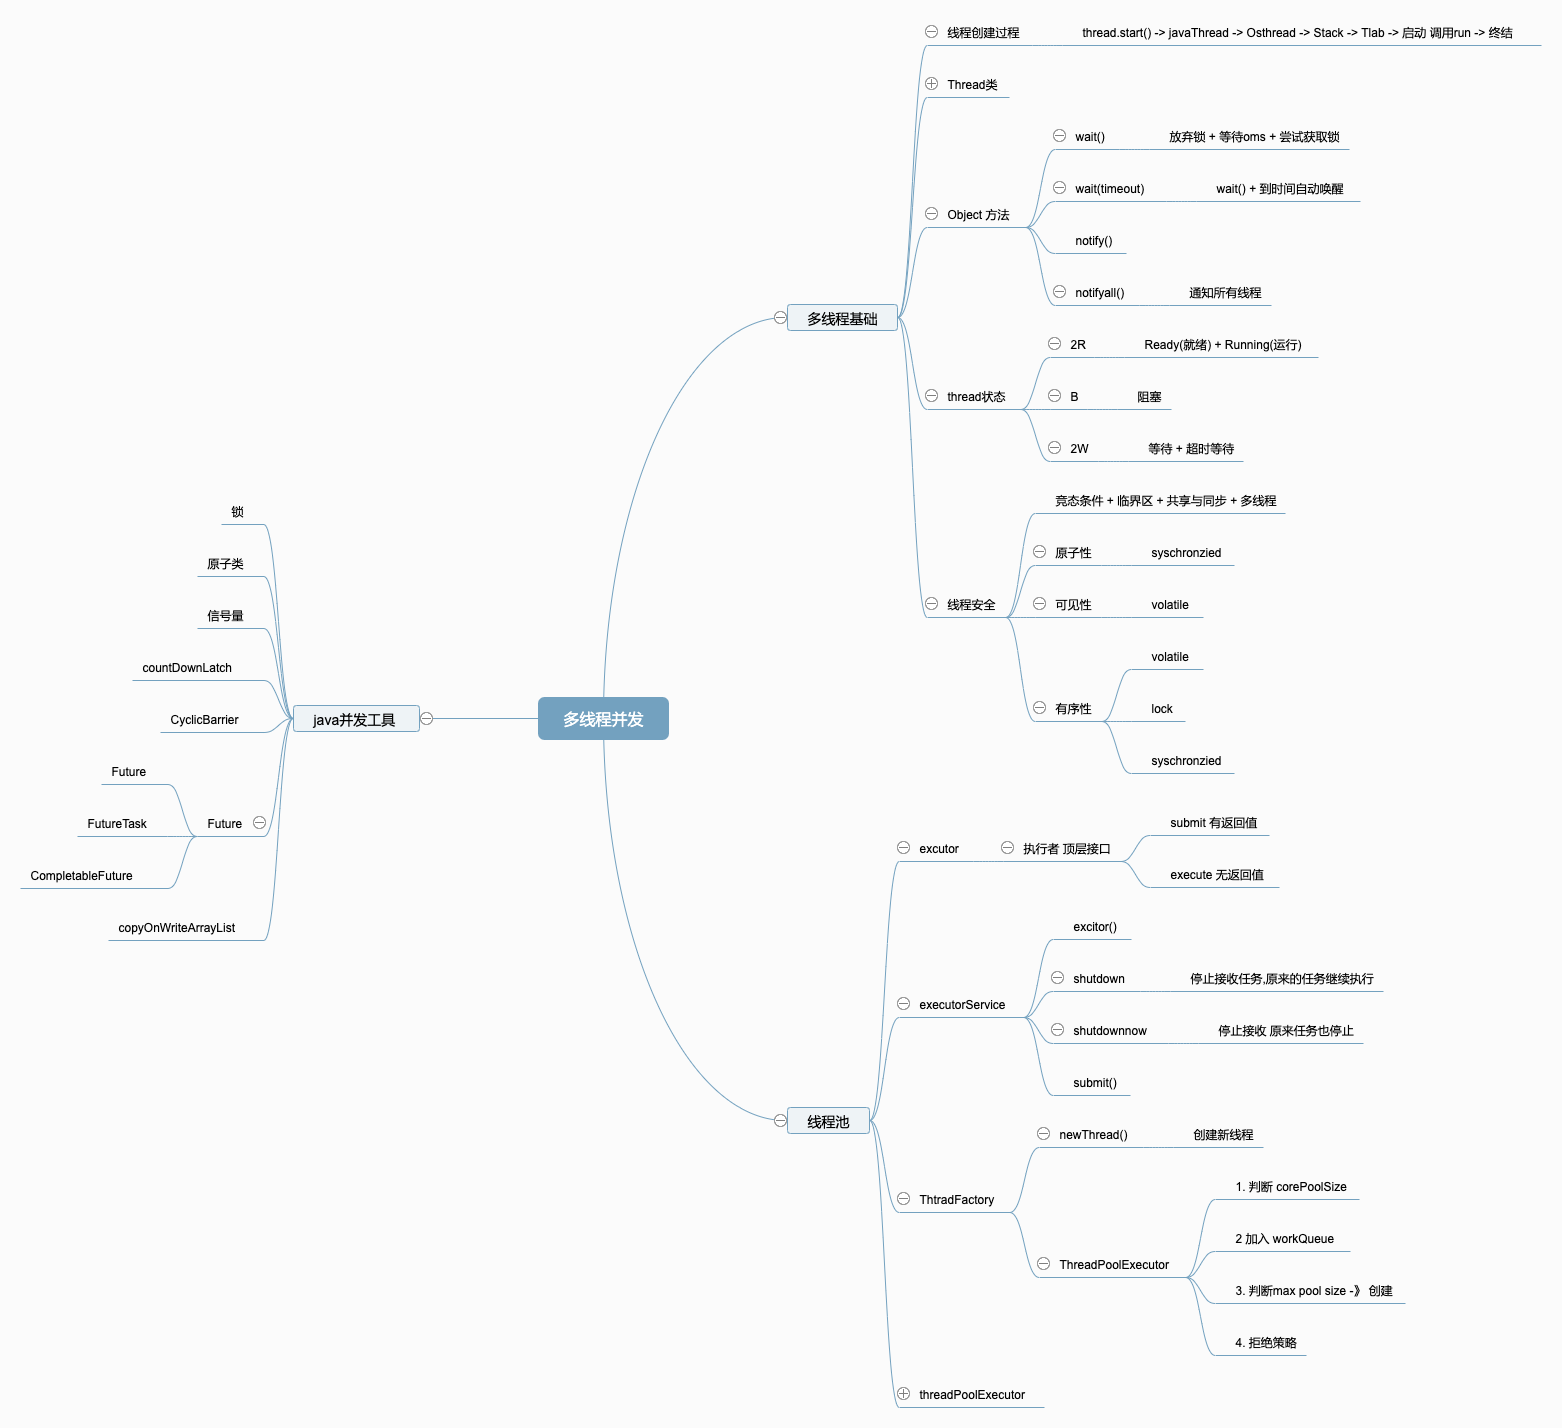 多线程并发
多线程基础
线程创建过程
thread.start() -> javaThread -> Osthread -> Stack -> Tlab -> 启动 调用run -> 终结
Thread类
Object 方法
wait()
放弃锁 + 等待oms + 尝试获取锁
wait(timeout)
wait() + 到时间自动唤醒
notify()
notifyall()
通知所有线程
thread状态
2R
Ready(就绪) + Running(运行)
B
阻塞
2W
等待 + 超时等待
线程安全
竞态条件 + 临界区 + 共享与同步 + 多线程
原子性
syschronzied
可见性
volatile
有序性
volatile
lock
syschronzied
线程池
excutor
执行者 顶层接口
submit 有返回值
execute 无返回值
executorService
excitor()
shutdown
停止接收任务,原来的任务继续执行
shutdownnow
停止接收 原来任务也停止
submit()
ThtradFactory
newThread()
创建新线程
ThreadPoolExecutor
1. 判断 corePoolSize
2 加入 workQueue
3. 判断max pool size -》 创建
4. 拒绝策略
threadPoolExecutor
java并发工具
锁
原子类
信号量
countDownLatch
CyclicBarrier
Future
Future
FutureTask
CompletableFuture
copyOnWriteArrayList